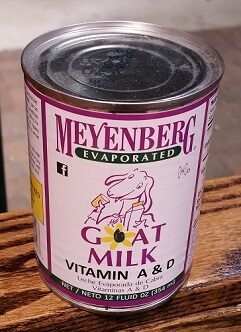 MEYENBERG
EVAPORATED
GOAT
MILK
VITAMIN A & D
Leche Evaporada de Cabra
Vitaminas A & D
NET / NETO 12 FLUID OZ (354 ml)